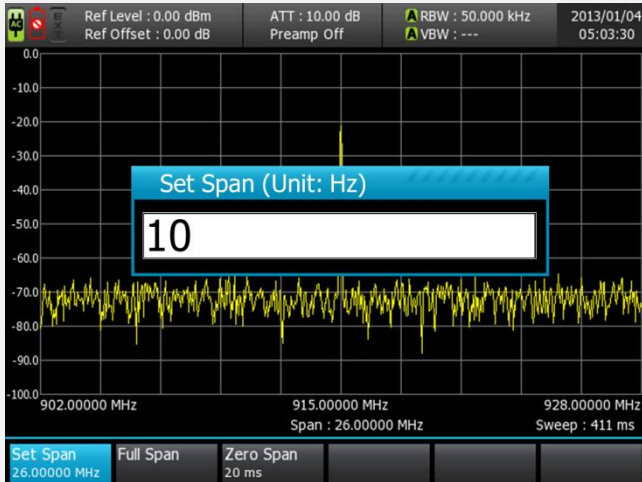 AC
EXT
Ref Level : 0.00 dBm
Ref Offset : 0.00 dB
ATT : 10.00 dB
Preamp Off
A RBW : 50.000 kHz
A VBW : ---
2013/01/04
05:03:30
0.0
-10.0
-20.0
-30.0
-40.0
-50.0
-60.0
-70.0
-80.0
-90.0
-100.0
Set Span (Unit: Hz)
10
902.00000 MHz
915.00000 MHz
928.00000 MHz
Span : 26.00000 MHz
Sweep : 411 ms
Set Span
26.00000 MHz
Full Span
Zero Span
20 ms